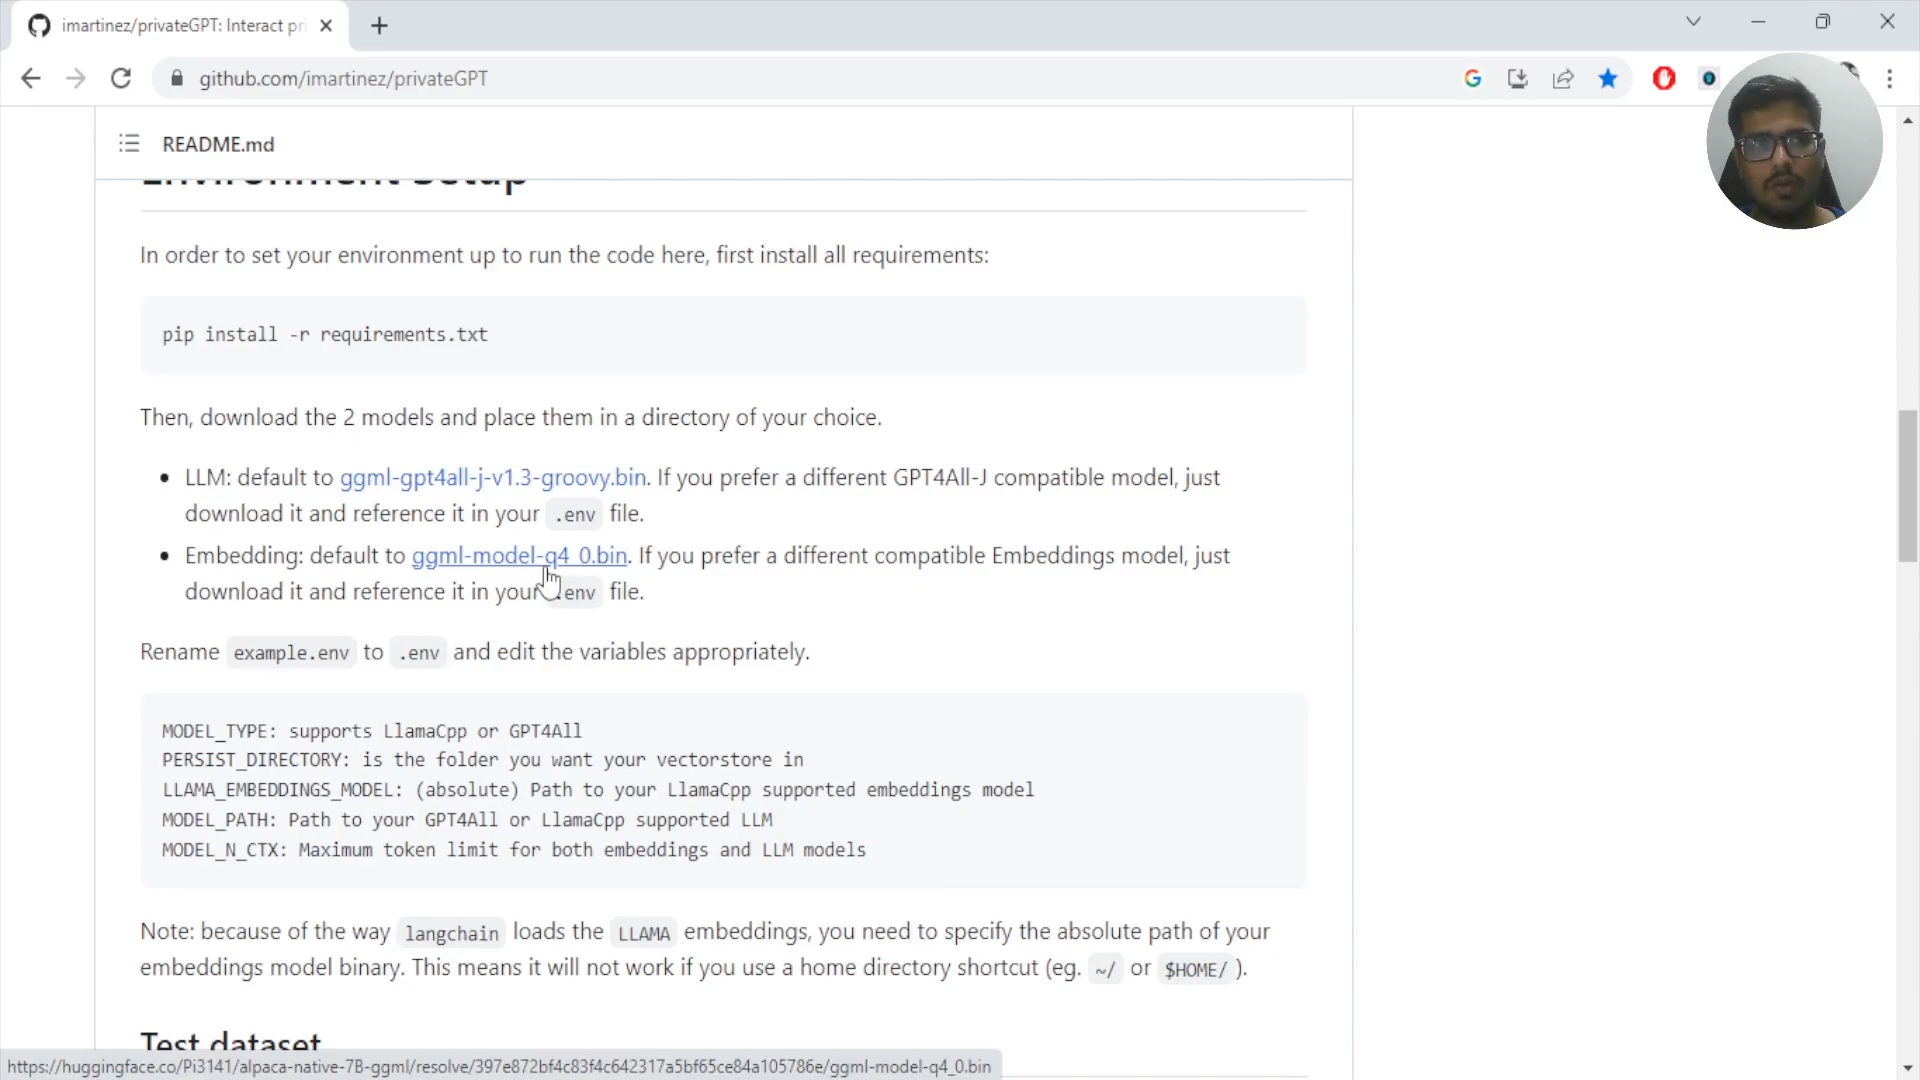 imartinez/privateGPT: Interact pri
github.com/imartinez/privateGPT
README.md
Environment Setup
In order to set your environment up to run the code here, first install all requirements:
pip install -r requirements.txt
Then, download the 2 models and place them in a directory of your choice.
• LLM: default to ggml-gpt4all-j-v1.3-groovy.bin. If you prefer a different GPT4All-J compatible model, just
download it and reference it in your .env file.
• Embedding: default to ggml-model-q4_0.bin. If you prefer a different compatible Embeddings model, just
download it and reference it in your .env file.
Rename example.env to .env and edit the variables appropriately.
MODEL_TYPE: supports LlamaCpp or GPT4All
PERSIST_DIRECTORY: is the folder you want your vectorstore in
LLAMA_EMBEDDINGS_MODEL: (absolute) Path to your LlamaCpp supported embeddings model
MODEL_PATH: Path to your GPT4All or LlamaCpp supported LLM
MODEL_N_CTX: Maximum token limit for both embeddings and LLM models
Note: because of the way langchain loads the LLAMA embeddings, you need to specify the absolute path of your
embeddings model binary. This means it will not work if you use a home directory shortcut (eg. ~/ or $HOME/ ).
Test dataset
https://huggingface.co/Pi3141/alpaca-native-7B-ggml/resolve/397e872bf4c83f4c642317a5bf65ce84a105786e/ggml-model-q4_0.bin